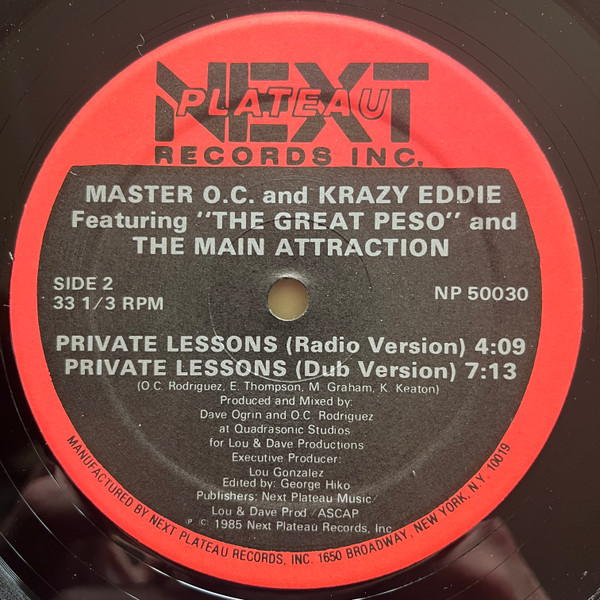 NEXT
PLATEAU
RECORDS INC.
MASTER O.C. and KRAZY EDDIE
Featuring "THE GREAT PESO" and
THE MAIN ATTRACTION
SIDE 2
33 1/3 RPM
NP 50030
PRIVATE LESSONS (Radio Version) 4:09
PRIVATE LESSONS (Dub Version) 7:13
(O.C. Rodriguez, E. Thompson, M. Graham, K. Keaton)
Produced and Mixed by:
Dave Ogrin and O.C. Rodriguez
at Quadrasonic Studios
for Lou & Dave Productions
Executive Producer:
Lou Gonzalez
Edited by: George Hiko
Publishers: Next Plateau Music/
Lou & Dave Prod / ASCAP
℗ © 1985 Next Plateau Records, Inc.
MANUFACTURED BY NEXT PLATEAU RECORDS, INC. 1650 BROADWAY, NEW YORK, N.Y. 10019